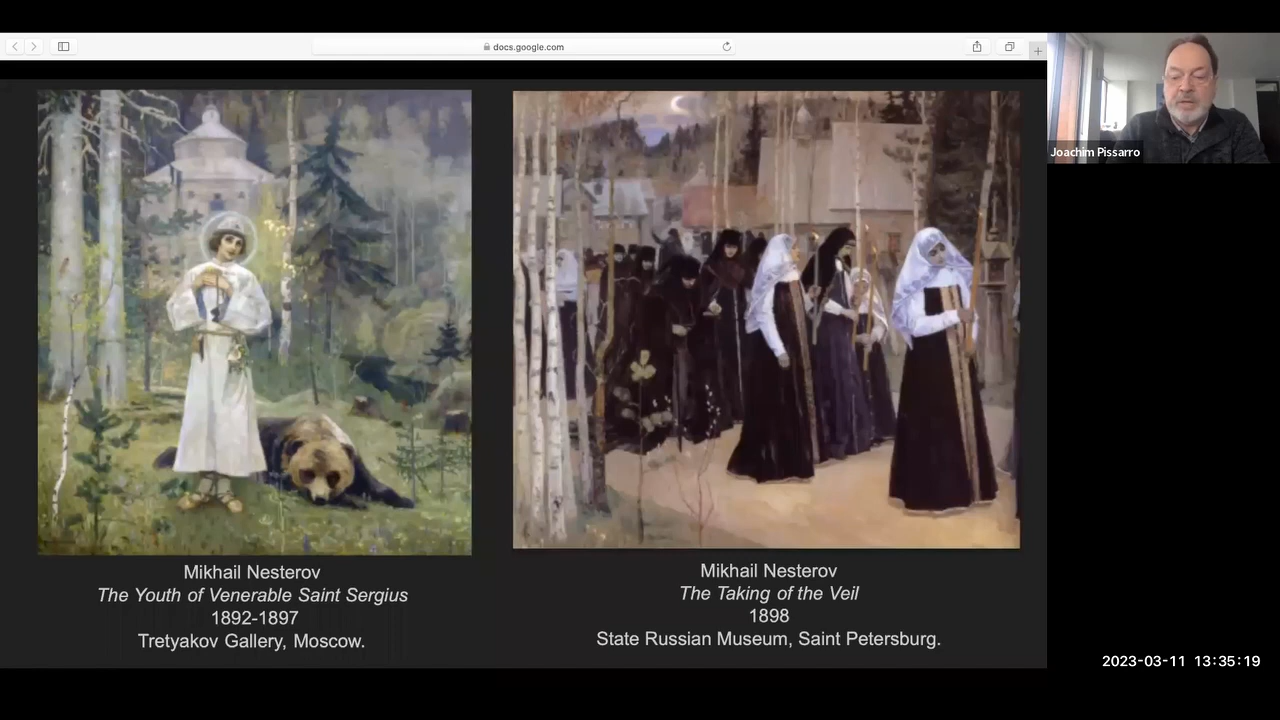 docs.google.com
Joachim Pissarro
Mikhail Nesterov
The Youth of Venerable Saint Sergius
1892-1897
Tretyakov Gallery, Moscow.
Mikhail Nesterov
The Taking of the Veil
1898
State Russian Museum, Saint Petersburg.
2023-03-11 13:35:19